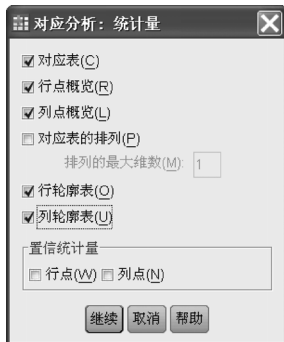 对应分析: 统计量
对应表(C)
行点概览(R)
列点概览(L)
对应表的排列(P)
排列的最大维数(M): 1
行轮廓表(O)
列轮廓表(U)
置信统计量
行点(W) 列点(N)
继续 取消 帮助